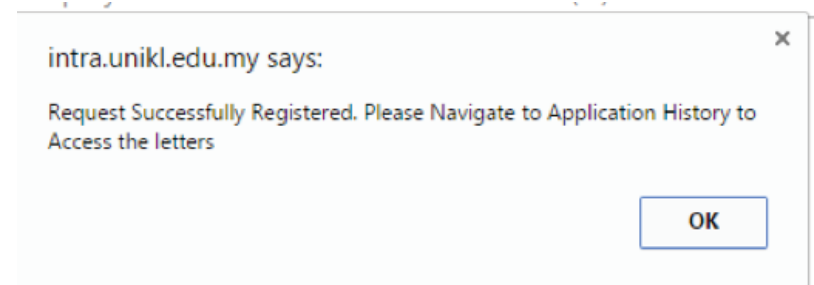 intra.unikl.edu.my says:
Request Successfully Registered. Please Navigate to Application History to
Access the letters
OK